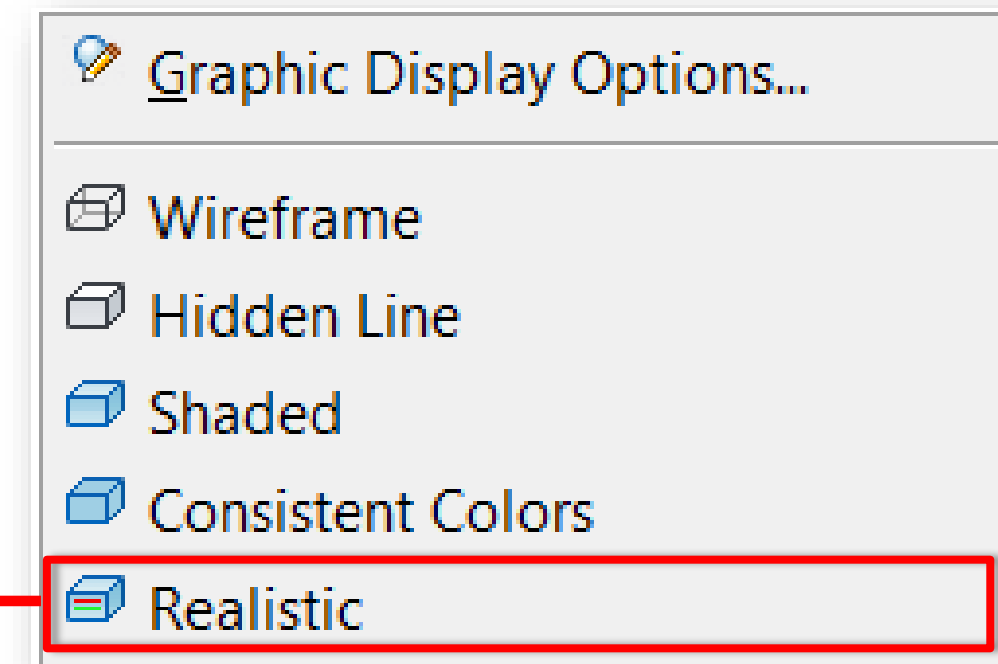 Graphic Display Options...
Wireframe
Hidden Line
Shaded
Consistent Colors
Realistic